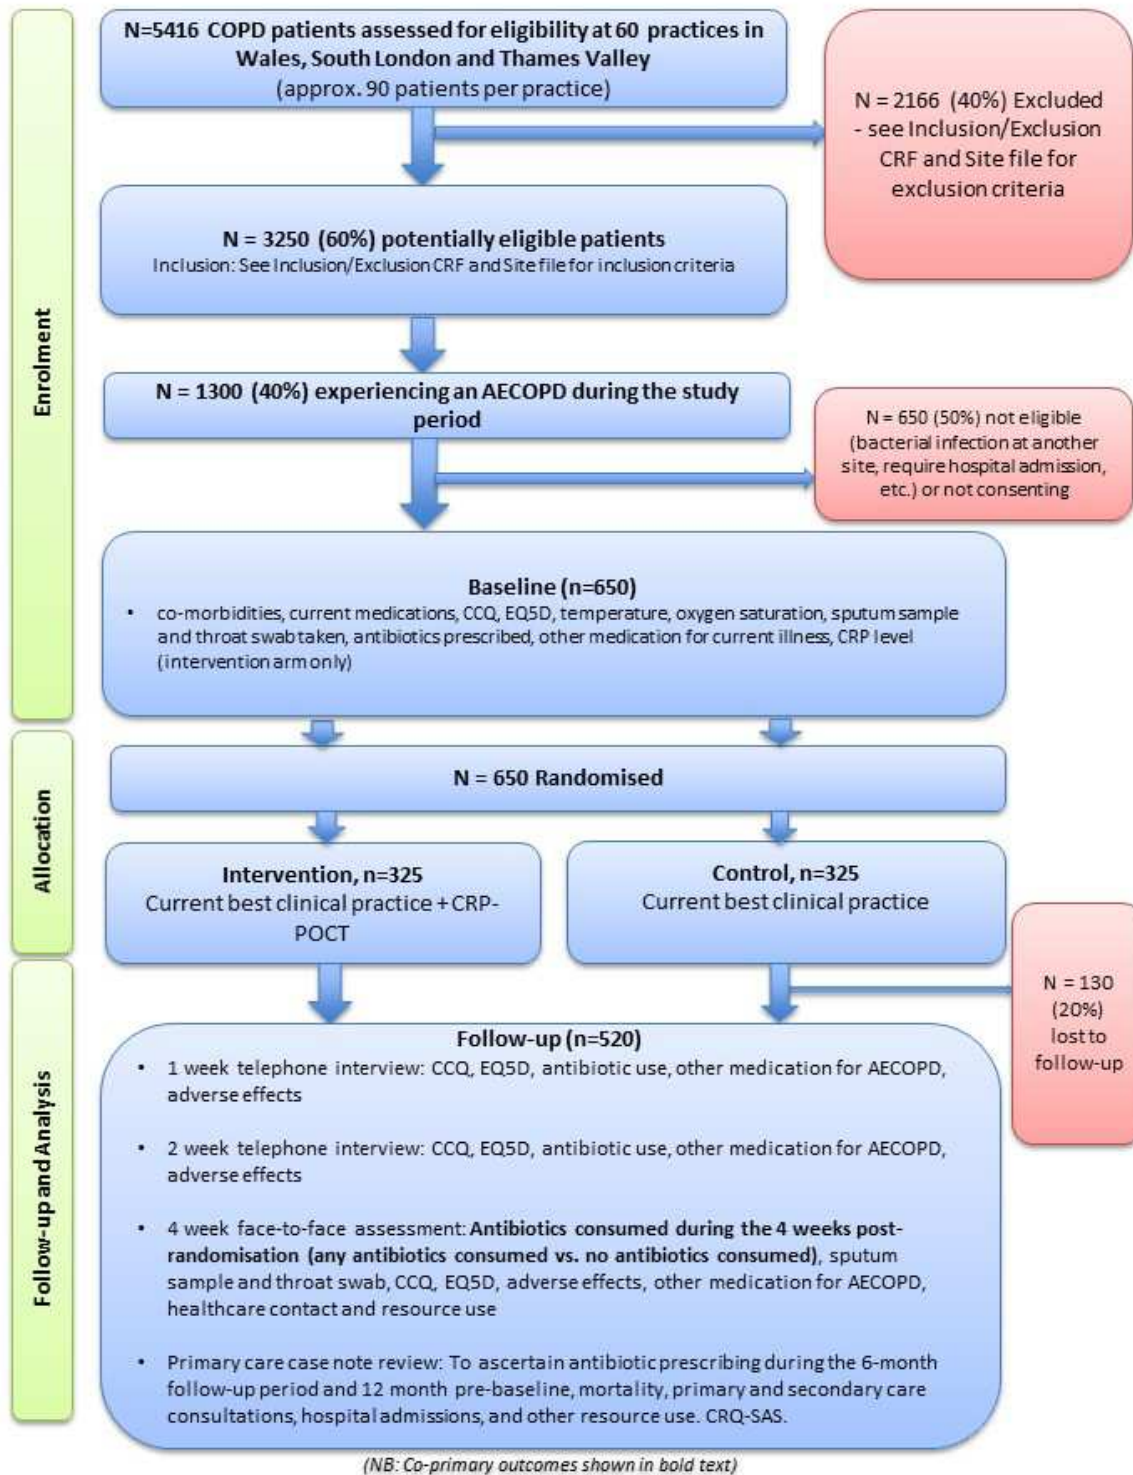 N=5416 COPD patients assessed for eligibility at 60 practices in
Wales, South London and Thames Valley
(approx. 90 patients per practice)
N = 2166 (40%) Excluded
- see Inclusion/Exclusion
CRF and Site file for
exclusion criteria
N = 3250 (60%) potentially eligible patients
Inclusion: See Inclusion/Exclusion CRF and Site file for inclusion criteria
Enrolment
N = 1300 (40%) experiencing an AECOPD during the study
period
N = 650 (50%) not eligible
(bacterial infection at another
site, require hospital admission,
etc.) or not consenting
Baseline (n=650)
• co-morbidities, current medications, CCQ, EQ5D, temperature, oxygen saturation, sputum sample
and throat swab taken, antibiotics prescribed, other medication for current illness, CRP level
(intervention arm only)
N = 650 Randomised
Allocation
Intervention, n=325
Current best clinical practice + CRP-
POCT
Control, n=325
Current best clinical practice
N = 130
(20%)
lost to
follow-up
Follow-up and Analysis
Follow-up (n=520)
• 1 week telephone interview: CCQ, EQ5D, antibiotic use, other medication for AECOPD,
adverse effects
• 2 week telephone interview: CCQ, EQ5D, antibiotic use, other medication for AECOPD,
adverse effects
• 4 week face-to-face assessment: Antibiotics consumed during the 4 weeks post-
randomisation (any antibiotics consumed vs. no antibiotics consumed), sputum
sample and throat swab, CCQ, EQ5D, adverse effects, other medication for AECOPD,
healthcare contact and resource use
• Primary care case note review: To ascertain antibiotic prescribing during the 6-month
follow-up period and 12 month pre-baseline, mortality, primary and secondary care
consultations, hospital admissions, and other resource use. CRQ-SAS.
(NB: Co-primary outcomes shown in bold text)